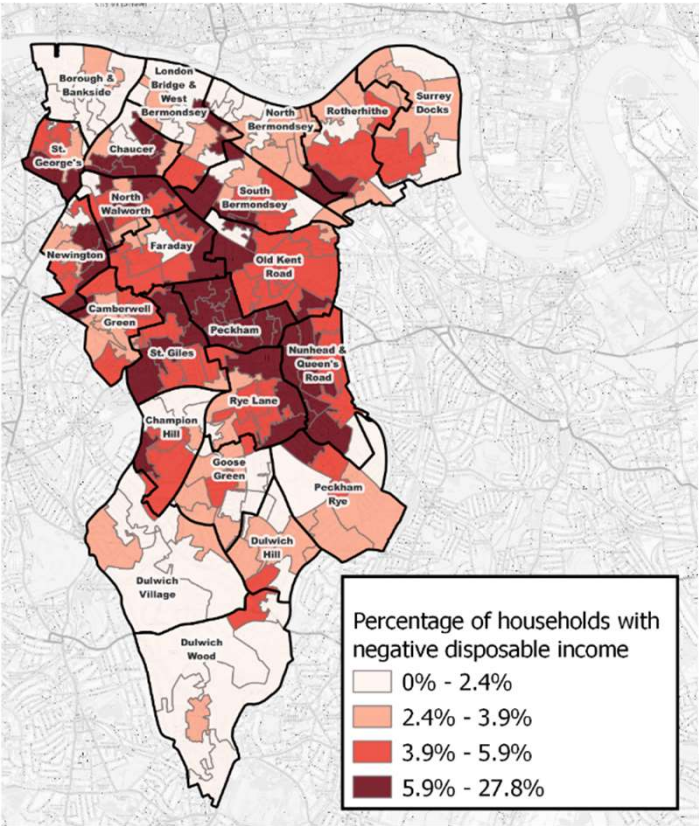 Borough &
Bankside
London
Bridge &
West
Bermondsey
North
Bermondsey
Rotherhithe
Surrey
Docks
St.
George's
Chaucer
North
Walworth
South
Bermondsey
Newington
Faraday
Old Kent
Road
Camberwell
Green
Peckham
St. Giles
Nunhead &
Queen's
Road
Rye Lane
Champion
Hill
Goose
Green
Peckham
Rye
Dulwich
Hill
Dulwich
Village
Dulwich
Wood
Percentage of households with
negative disposable income
0% - 2.4%
2.4% - 3.9%
3.9% - 5.9%
5.9% - 27.8%